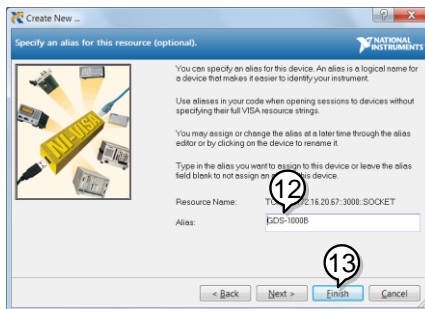 Create New ...
Specify an alias for this resource (optional).
NATIONAL
INSTRUMENTS
You can specify an alias for this device. An alias is a logical name for
a device that makes it easier to identify your instrument.
Use aliases in your code when opening sessions to devices without
specifying their full VISA resource strings.
You may assign or change the alias at a later time through the alias
editor or by clicking on the device to rename it.
Type in the alias you want to assign to this device or leave the alias
field blank to not assign an this device.
12
Resource Name: 16.20.67::3000::SOCKET
Alias: GDS-1000B
NI-VISA
13
< Back Next > Finish Cancel